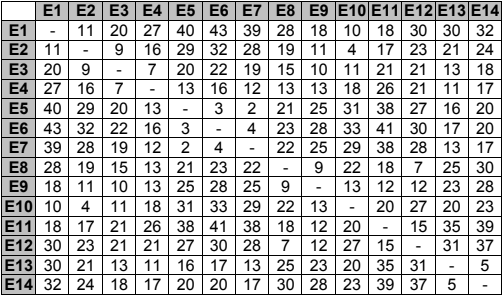 E1 E2 E3 E4 E5 E6 E7 E8 E9 E10 E11 E12 E13 E14
E1 - 11 20 27 40 43 39 28 18 10 18 30 30 32
E2 11 - 9 16 29 32 28 19 11 4 17 23 21 24
E3 20 9 - 7 20 22 19 15 10 11 21 21 13 18
E4 27 16 7 - 13 16 12 13 13 18 26 21 11 17
E5 40 29 20 13 - 3 2 21 25 31 38 27 16 20
E6 43 32 22 16 3 - 4 23 28 33 41 30 17 20
E7 39 28 19 12 2 4 - 22 25 29 38 28 13 17
E8 28 19 15 13 21 23 22 - 9 22 18 7 25 30
E9 18 11 10 13 25 28 25 9 - 13 12 12 23 28
E10 10 4 11 18 31 33 29 22 13 - 20 27 20 23
E11 18 17 21 26 38 41 38 18 12 20 - 15 35 39
E12 30 23 21 21 27 30 28 7 12 27 15 - 31 37
E13 30 21 13 11 16 17 13 25 23 20 35 31 - 5
E14 32 24 18 17 20 20 17 30 28 23 39 37 5 -